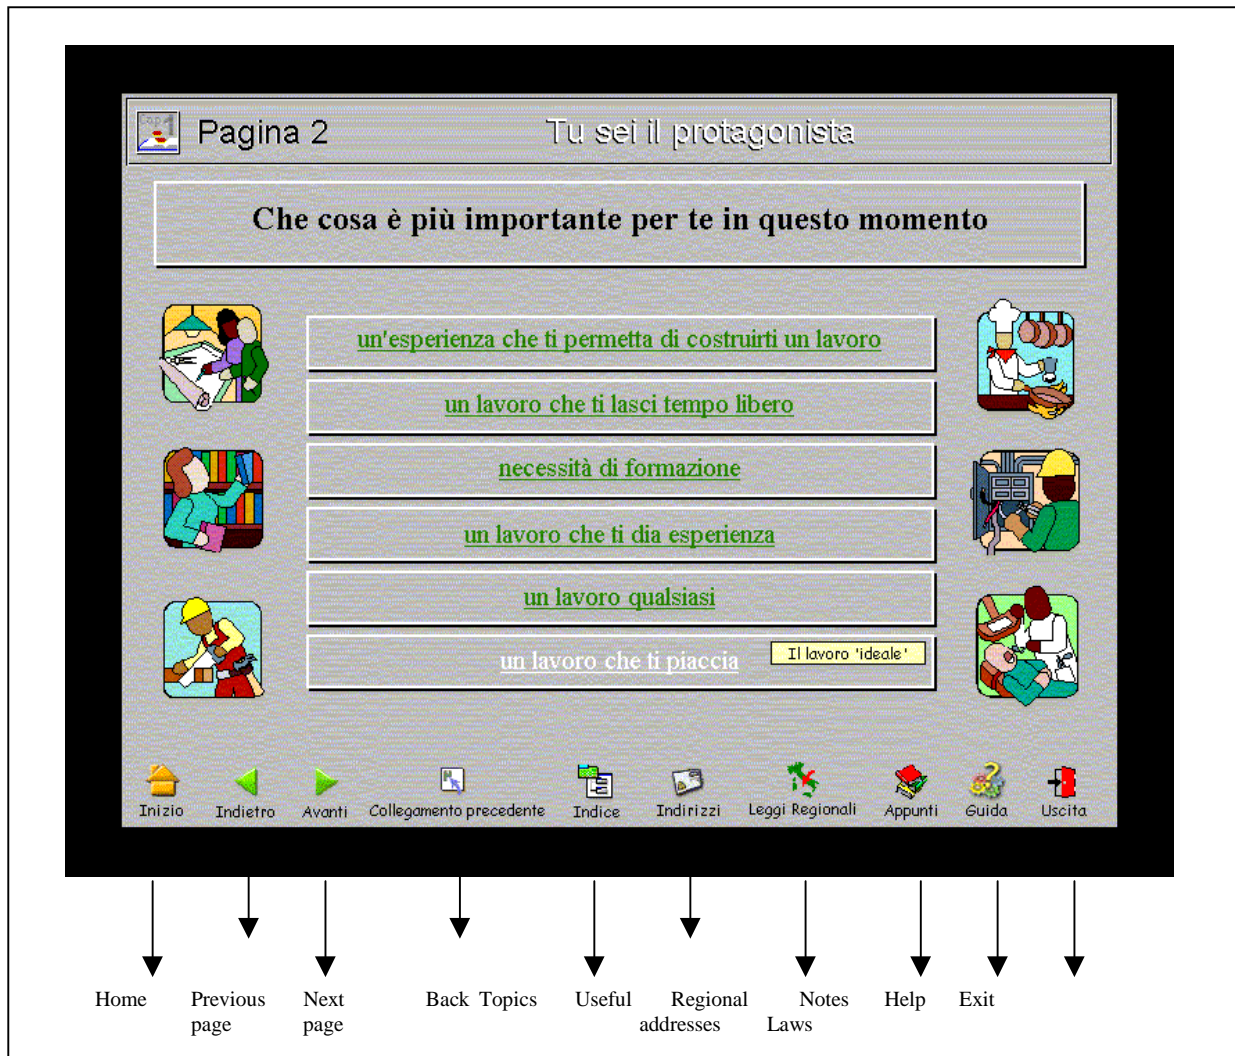 Cap 1
Pagina 2 Tu sei il protagonista
Che cosa è più importante per te in questo momento
un'esperienza che ti permetta di costruirti un lavoro
un lavoro che ti lasci tempo libero
necessità di formazione
un lavoro che ti dia esperienza
un lavoro qualsiasi
un lavoro che ti piaccia Il lavoro 'ideale'
Inizio Indietro Avanti Collegamento precedente Indice Indirizzi Leggi Regionali Appunti Guida Uscita
Home Previous Next Back Topics Useful Regional Notes Help Exit
page page addresses Laws